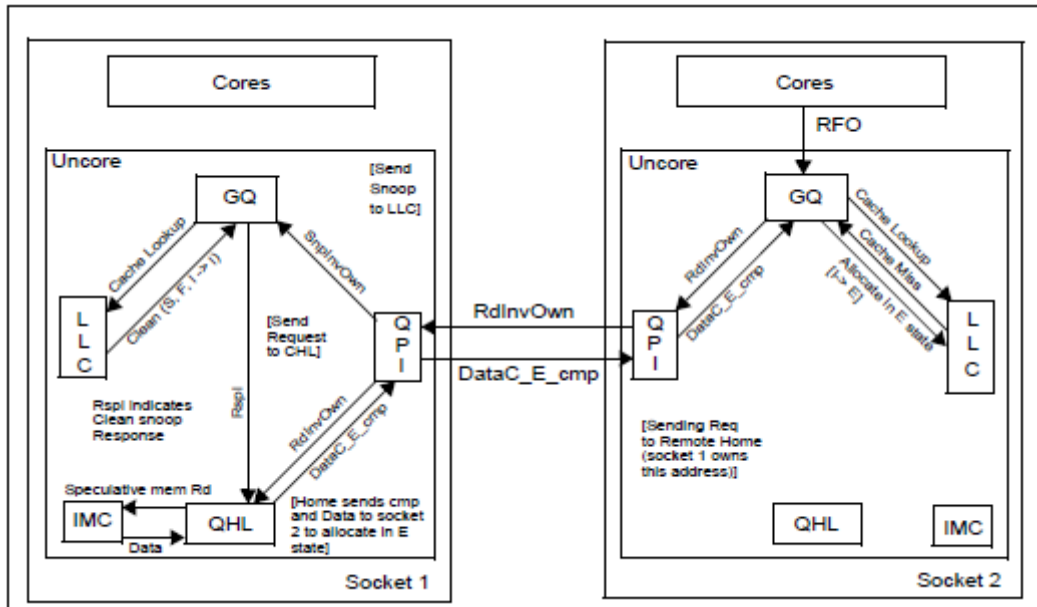 Cores
Uncore
[Send
Snoop
to LLC]
GQ
Cache Lookup
Clean (S, F, I -> I)
SnpInvOwn
L
L
C
[Send
Request
to CHL]
Q
P
I
RspI
RspI indicates
Clean snoop
Response
RdInvOwn
DataC_E_cmp
Speculative mem Rd
IMC
QHL
Data
[Home sends cmp
and Data to socket
2 to allocate in E
state]
Socket 1
RdInvOwn
DataC_E_cmp
Cores
RFO
Uncore
GQ
RdInvOwn
DataC_E_cmp
Cache Lookup
Cache Miss
Allocate in E state
[I-> E]
Q
P
I
L
L
C
[Sending Req
to Remote Home
(socket 1 owns
this address)]
QHL
IMC
Socket 2